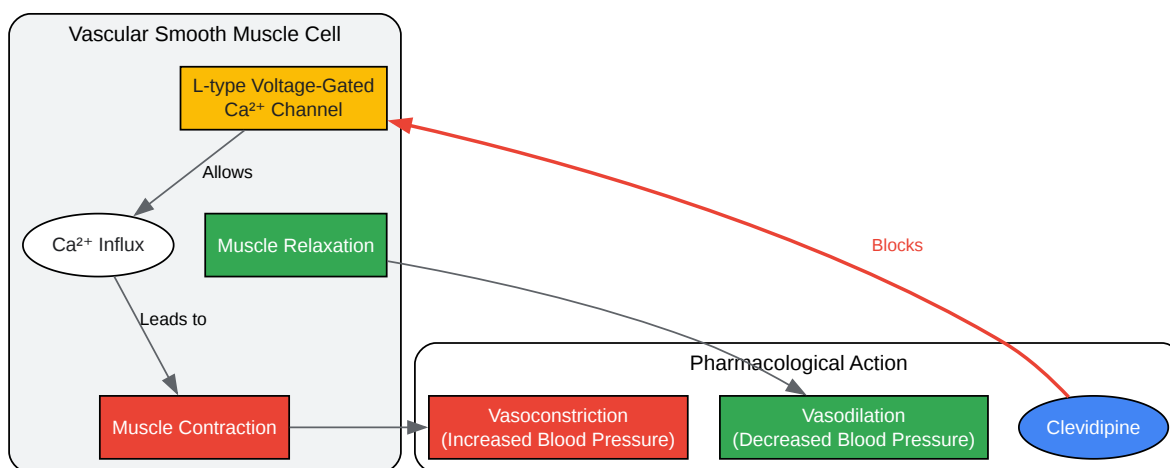 Vascular Smooth Muscle Cell
L-type Voltage-Gated
Ca²⁺ Channel
Allows
Ca²⁺ Influx
Muscle Relaxation
Blocks
Leads to
Pharmacological Action
Muscle Contraction
Vasoconstriction
(Increased Blood Pressure)
Vasodilation
(Decreased Blood Pressure)
Clevidipine